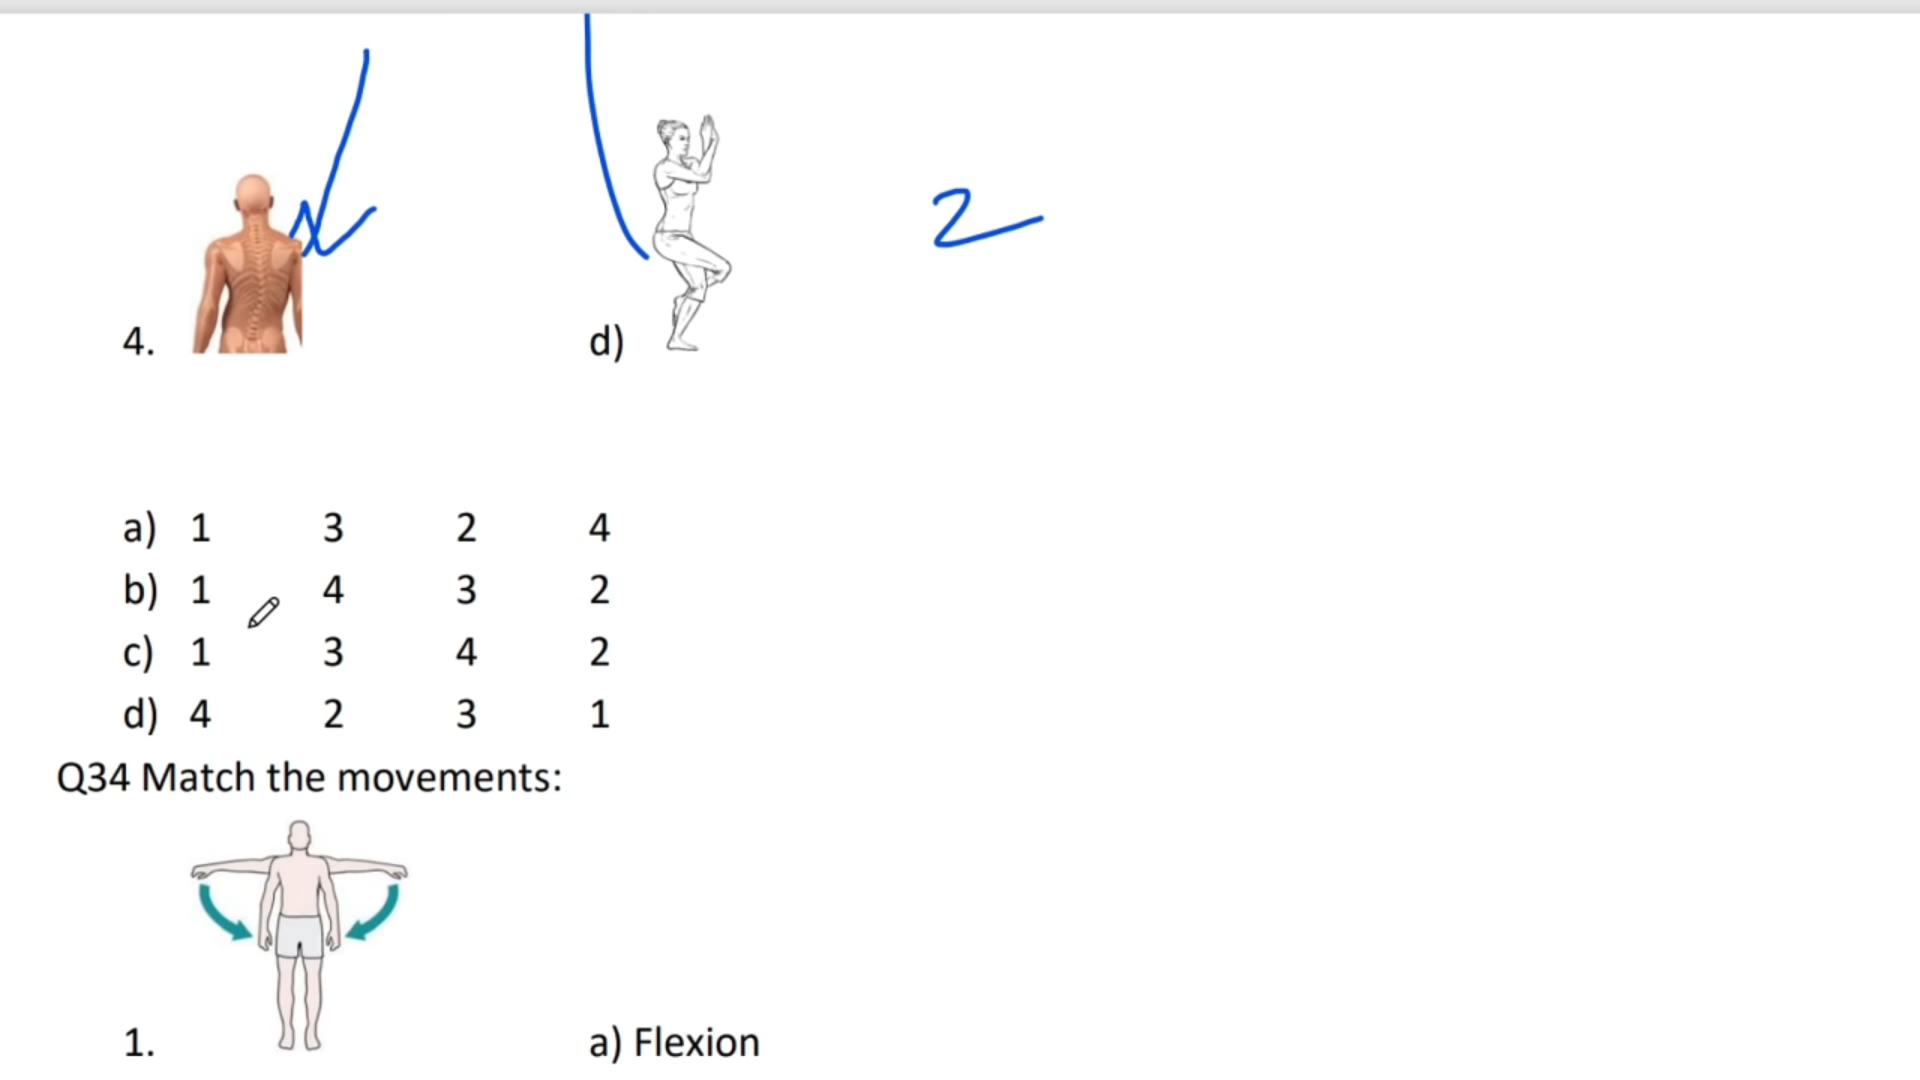 2
4.
d)
a) 1 3 2 4
b) 1 4 3 2
c) 1 3 4 2
d) 4 2 3 1
Q34 Match the movements:
1.
a) Flexion